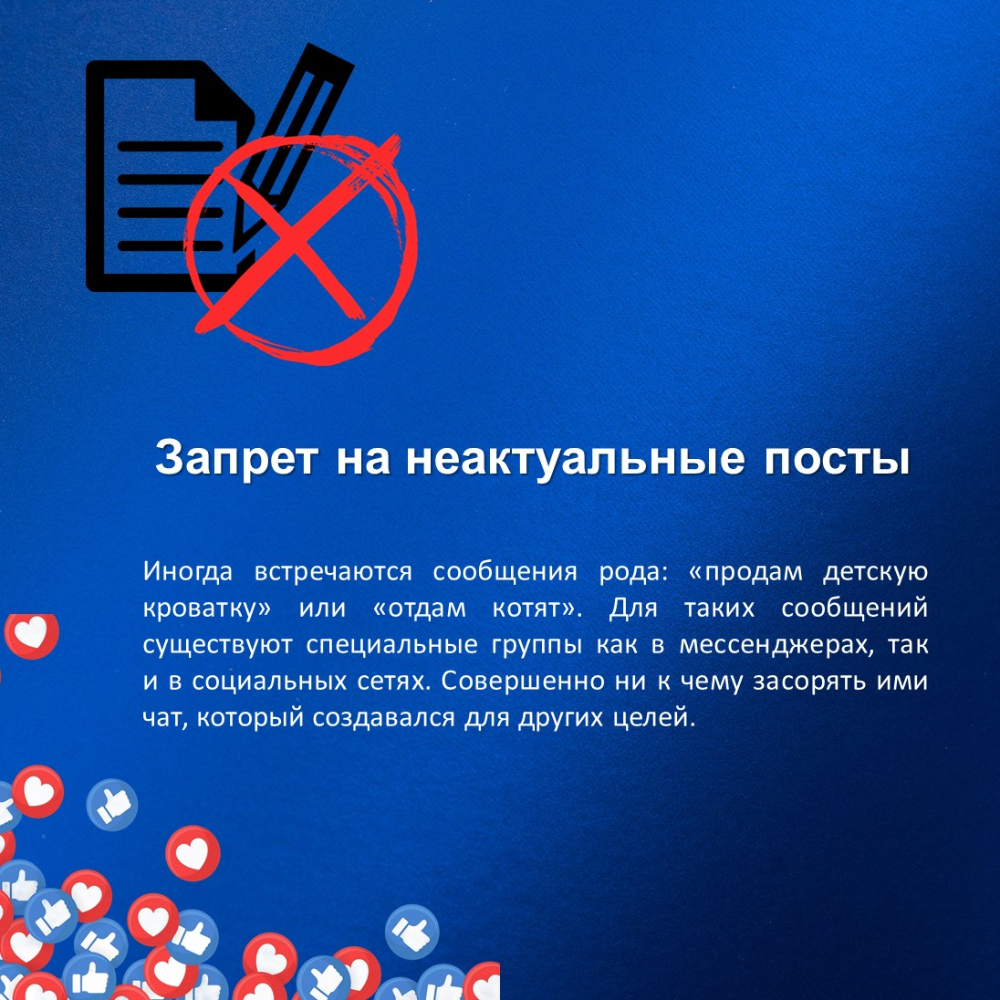 Запрет на неактуальные посты
Иногда встречаются сообщения рода: «продам детскую
кроватку» или «отдам котят». Для таких сообщений
существуют специальные группы как в мессенджерах, так
и в социальных сетях. Совершенно ни к чему засорять ими
чат, который создавался для других целей.